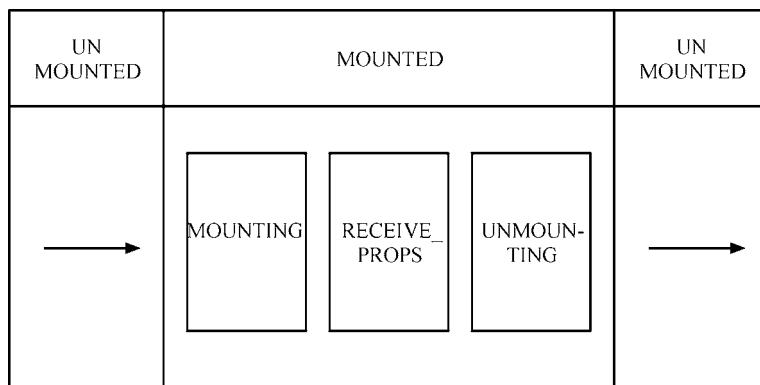 UN
MOUNTED
MOUNTED
UN
MOUNTED
MOUNTING
RECEIVE_
PROPS
UNMOUN-
TING